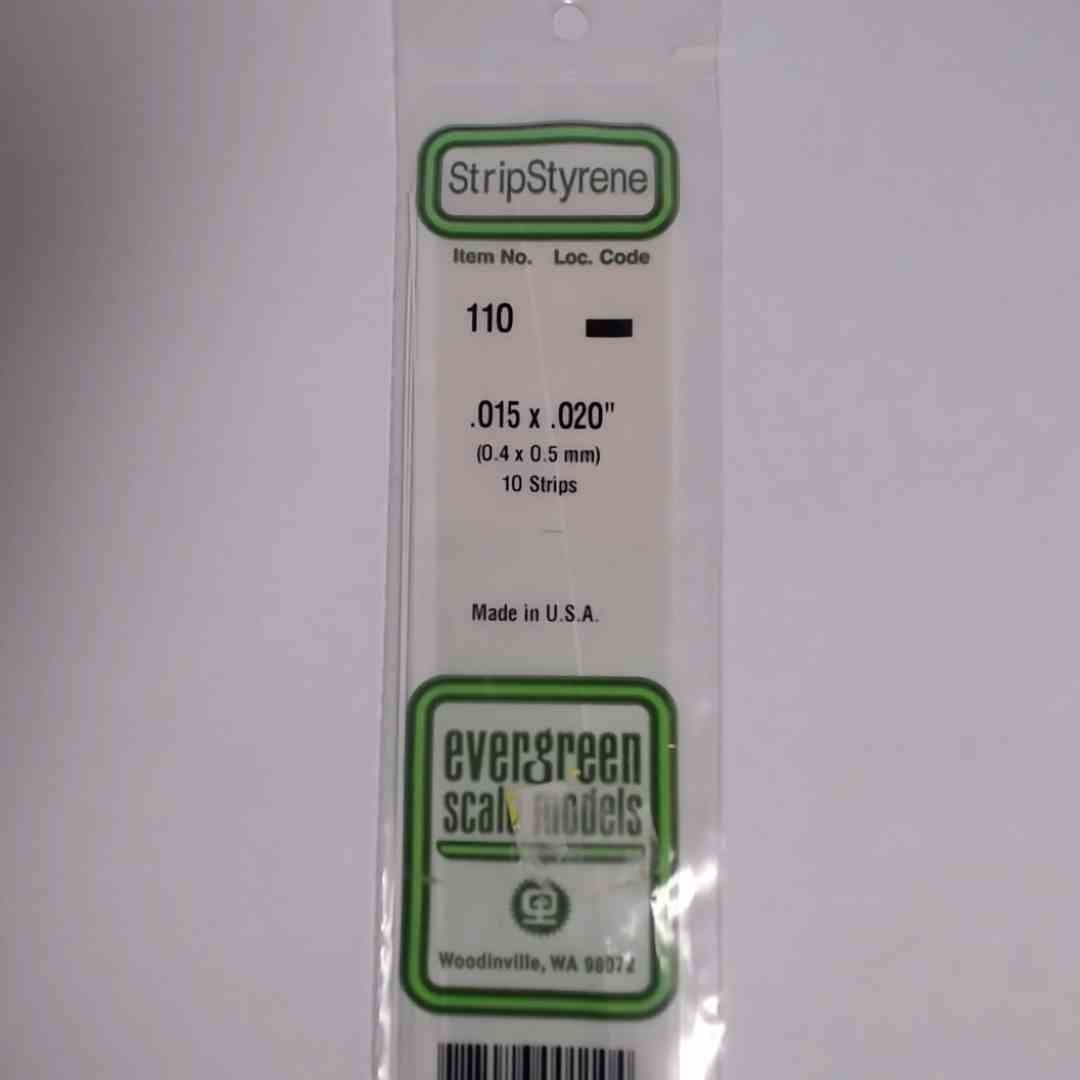 StripStyrene
Item No. Loc. Code
110
.015 x .020"
(0.4 x 0.5 mm)
10 Strips
Made in U.S.A.
evergreen
scale models
Woodinville, WA 98072